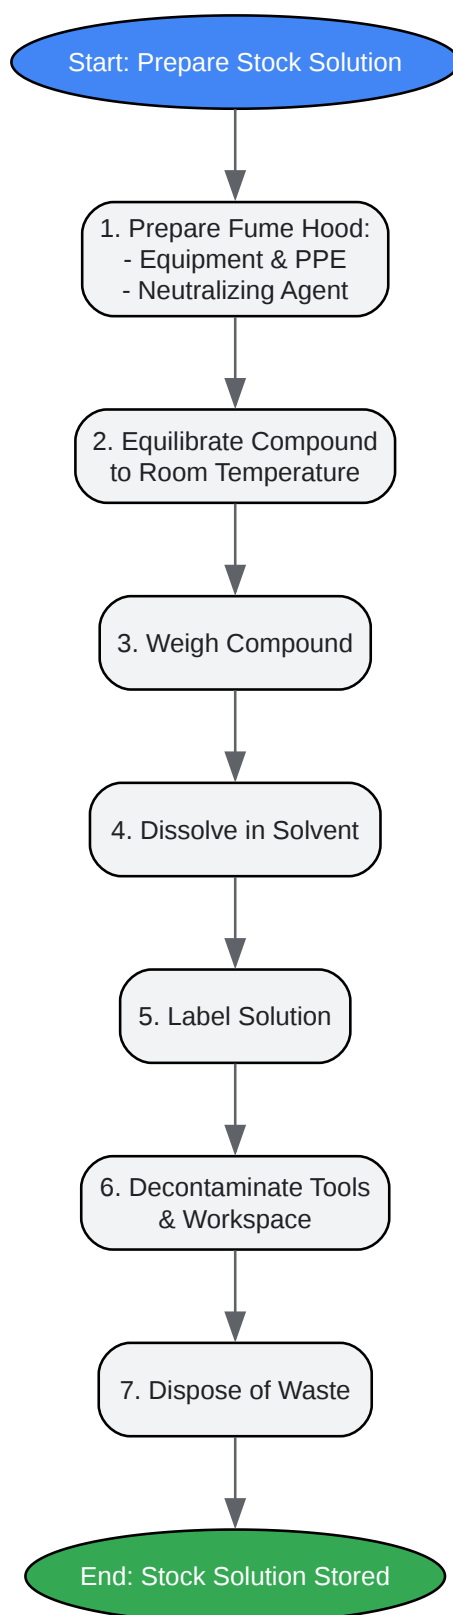 Start: Prepare Stock Solution
1. Prepare Fume Hood:
- Equipment & PPE
- Neutralizing Agent
2. Equilibrate Compound
to Room Temperature
3. Weigh Compound
4. Dissolve in Solvent
5. Label Solution
6. Decontaminate Tools
& Workspace
7. Dispose of Waste
End: Stock Solution Stored